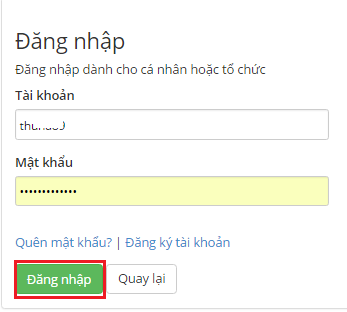 Đăng nhập
Đăng nhập dành cho cá nhân hoặc tổ chức
Tài khoản
Mật khẩu
•••••••••••••
Quên mật khẩu? | Đăng ký tài khoản
Đăng nhập Quay lại